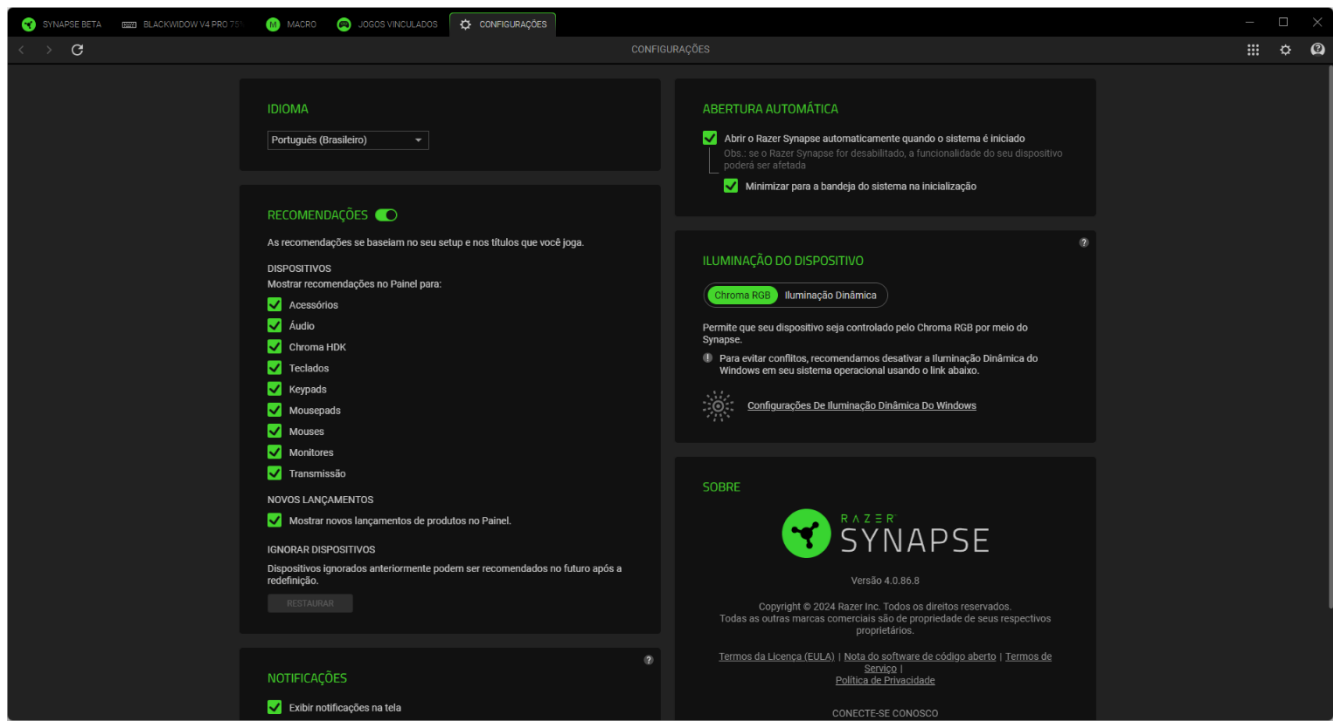 SYNAPSE BETA
BLACKWIDOW V4 PRO 75%
MACRO
JOGOS VINCULADOS
CONFIGURAÇÕES
CONFIGURAÇÕES
IDIOMA
Português (Brasileiro)
RECOMENDAÇÕES
As recomendações se baseiam no seu setup e nos títulos que você joga.
DISPOSITIVOS
Mostrar recomendações no Painel para:
Acessórios
Áudio
Chroma HDK
Teclados
Keypads
Mousepads
Mouses
Monitores
Transmissão
NOVOS LANÇAMENTOS
Mostrar novos lançamentos de produtos no Painel.
IGNORAR DISPOSITIVOS
Dispositivos ignorados anteriormente podem ser recomendados no futuro após a
redefinição.
RESTAURAR
NOTIFICAÇÕES
Exibir notificações na tela
ABERTURA AUTOMÁTICA
Abrir o Razer Synapse automaticamente quando o sistema é iniciado
Obs.: se o Razer Synapse for desabilitado, a funcionalidade do seu dispositivo
poderá ser afetada
Minimizar para a bandeja do sistema na inicialização
ILUMINAÇÃO DO DISPOSITIVO
Chroma RGB
Iluminação Dinâmica
Permite que seu dispositivo seja controlado pelo Chroma RGB por meio do
Synapse.
Para evitar conflitos, recomendamos desativar a Iluminação Dinâmica do
Windows em seu sistema operacional usando o link abaixo.
Configurações De Iluminação Dinâmica Do Windows
SOBRE
RAZER
SYNAPSE
Versão 4.0.86.8
Copyright © 2024 Razer Inc. Todos os direitos reservados.
Todas as outras marcas comerciais são de propriedade de seus respectivos
proprietários.
Termos da Licença (EULA) | Nota do software de código aberto | Termos de
Serviço |
Política de Privacidade
CONECTE-SE CONOSCO